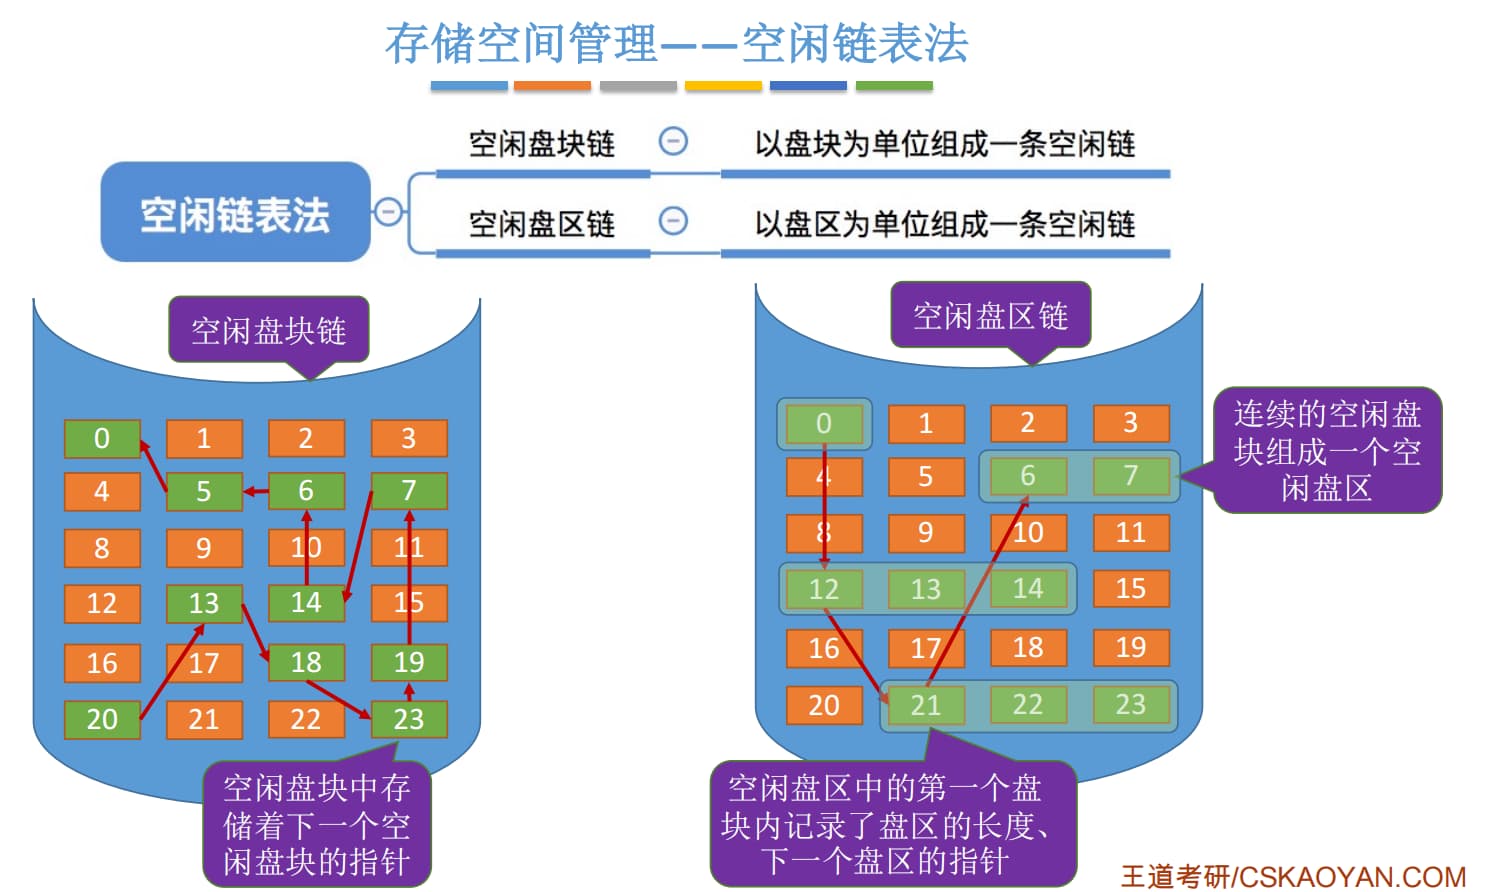 存储空间管理——空闲链表法
空闲盘块链 以盘块为单位组成一条空闲链
空闲链表法
空闲盘区链 以盘区为单位组成一条空闲链
空闲盘块链
0 1 2 3
4 5 6 7
8 9 10 11
12 13 14 15
16 17 18 19
20 21 22 23
空闲盘块中存
储着下一个空
闲盘块的指针
空闲盘区链
0 1 2 3
4 5 6 7
8 9 10 11
12 13 14 15
16 17 18 19
20 21 22 23
连续的空闲盘
块组成一个空
闲盘区
空闲盘区中的第一个盘
块内记录了盘区的长度、
下一个盘区的指针
王道考研/CSKAOYAN.COM